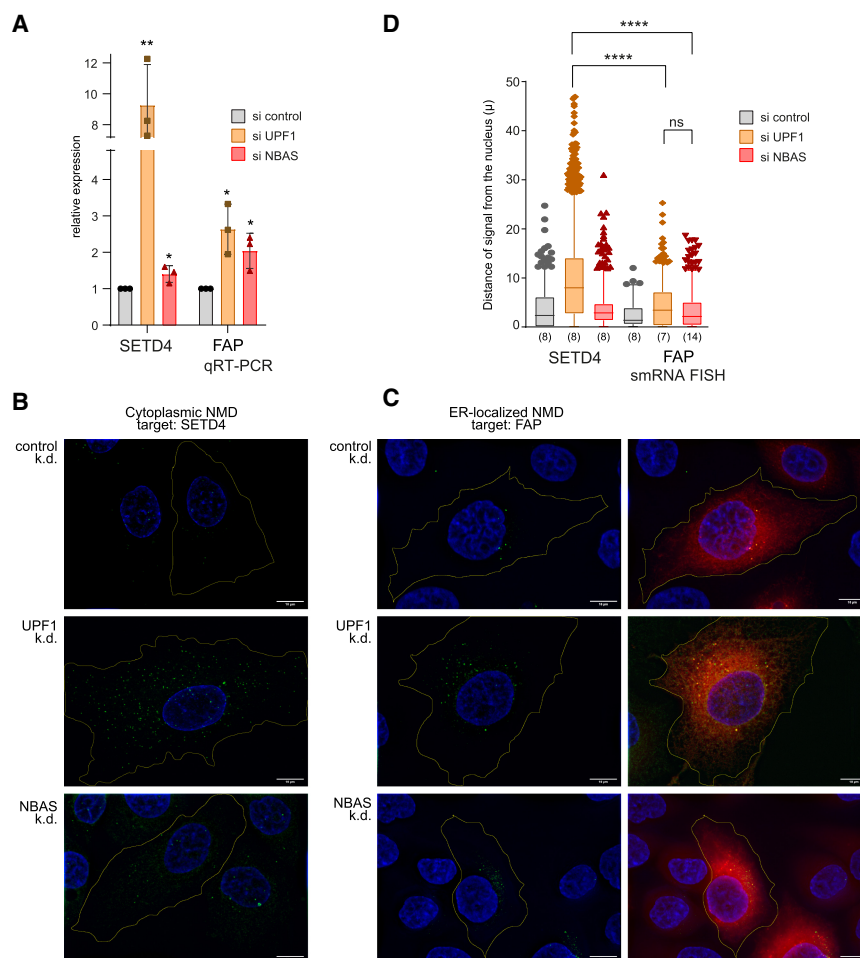 A
**
12
10
8
relative expression
4
2
1
0
*
*
*
si control
si UPF1
si NBAS
SETD4
FAP
qRT-PCR
D
****
****
ns
50
40
30
20
10
0
Distance of signal from the nucleus (μ)
si control
si UPF1
si NBAS
(8)
(8)
(8)
(8)
(7)
(14)
SETD4
FAP
smRNA FISH
B
Cytoplasmic NMD
target: SETD4
control
k.d.
UPF1
k.d.
NBAS
k.d.
C
ER-localized NMD
target: FAP
control
k.d.
UPF1
k.d.
NBAS
k.d.